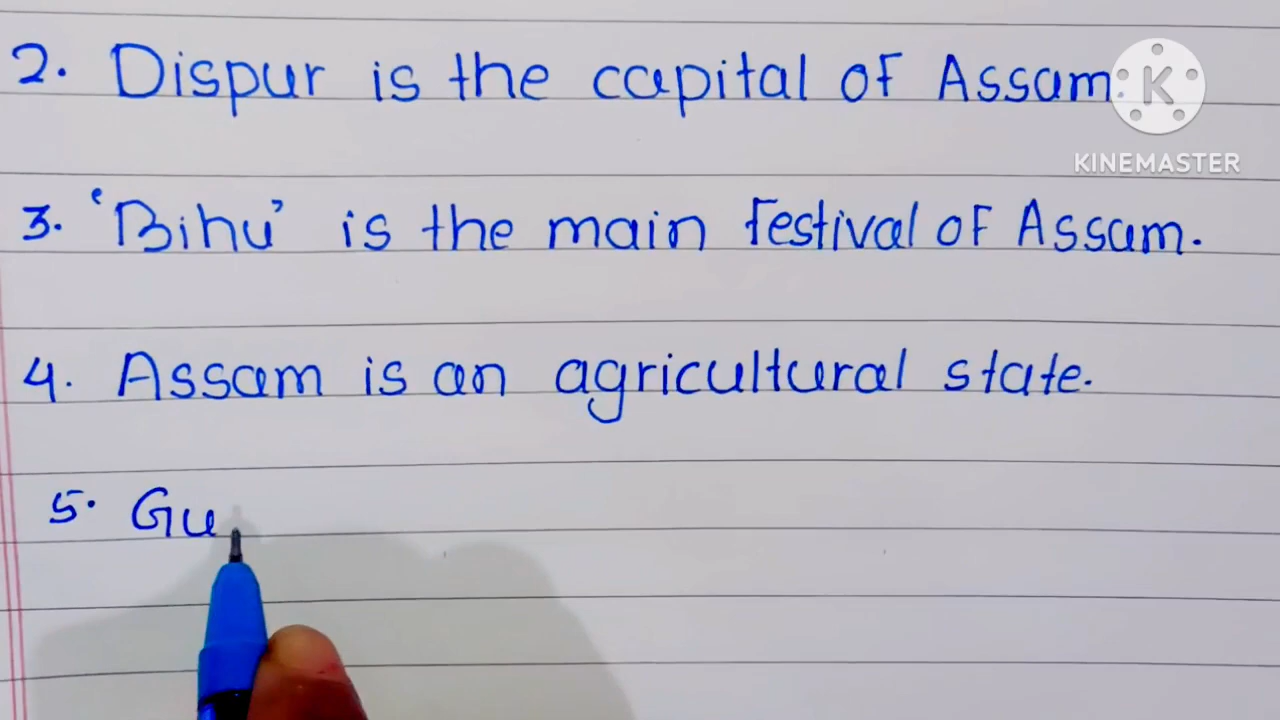 2. Dispur is the capital of Assam.
K
KINEMASTER
3. 'Bihu' is the main festival of Assam.
4. Assam is an agricultural state.
5. Gu